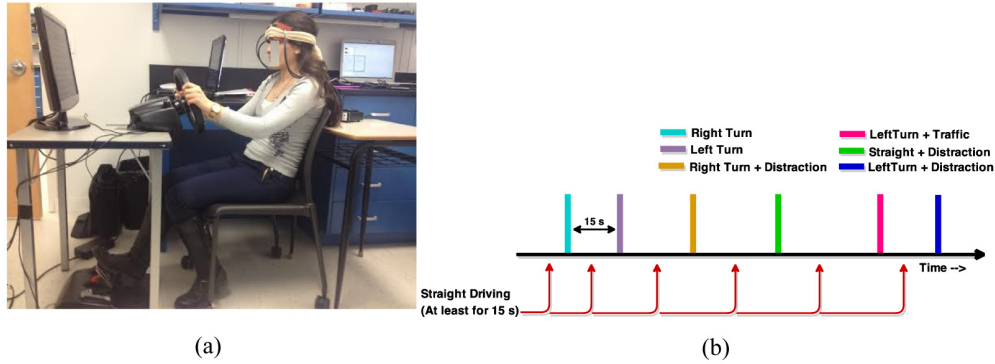 Right Turn
Left Turn
Right Turn + Distraction
LeftTurn + Traffic
Straight + Distraction
LeftTurn + Distraction
15 s
Time -->
Straight Driving
(At least for 15 s)
(a)
(b)